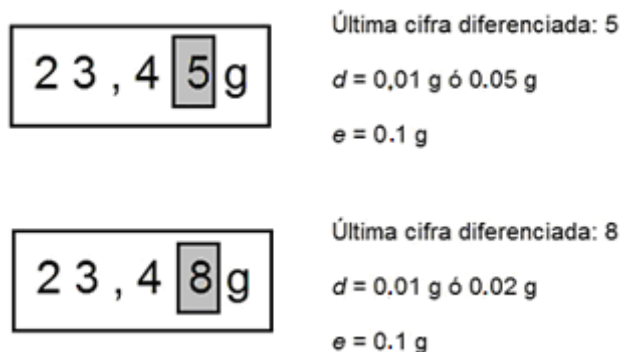 23,45g
Última cifra diferenciada: 5
d = 0,01 g ó 0.05 g
e = 0.1 g
23,48g
Última cifra diferenciada: 8
d = 0.01 g ó 0.02 g
e = 0.1 g